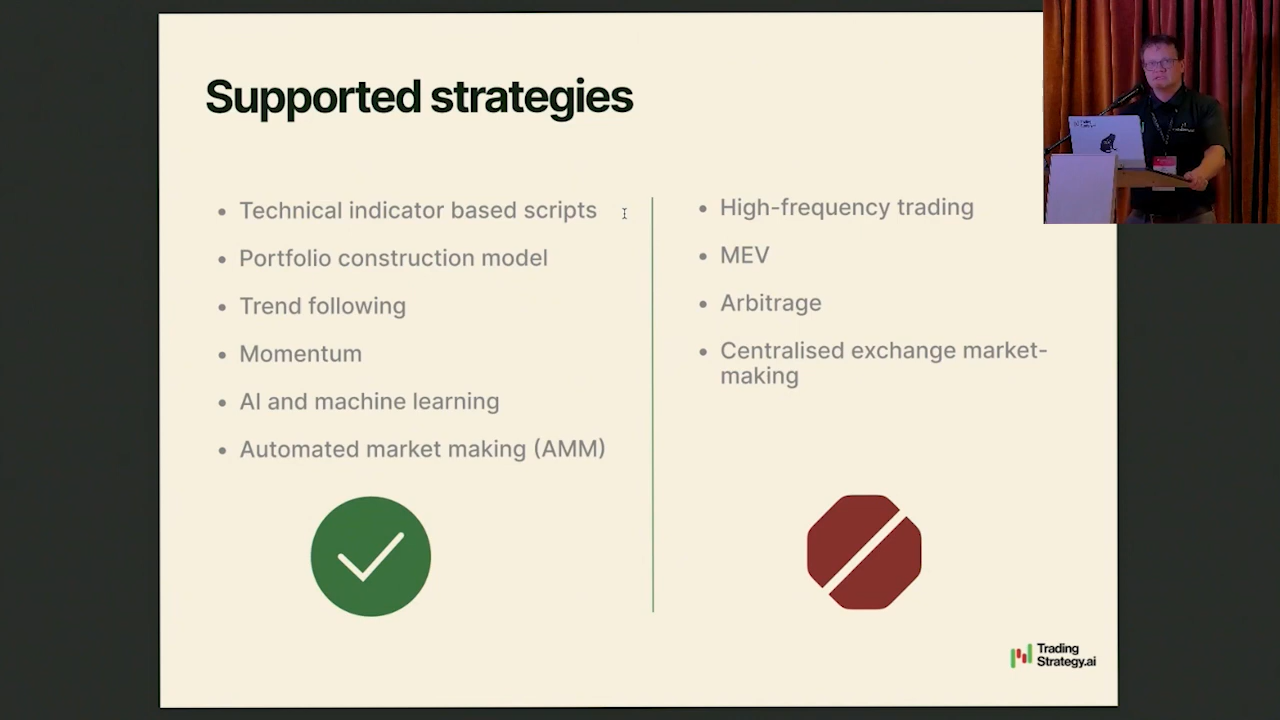 Supported strategies
Technical indicator based scripts
Portfolio construction model
Trend following
Momentum
AI and machine learning
Automated market making (AMM)
High-frequency trading
MEV
Arbitrage
Centralised exchange market-
making
Trading
Strategy.ai